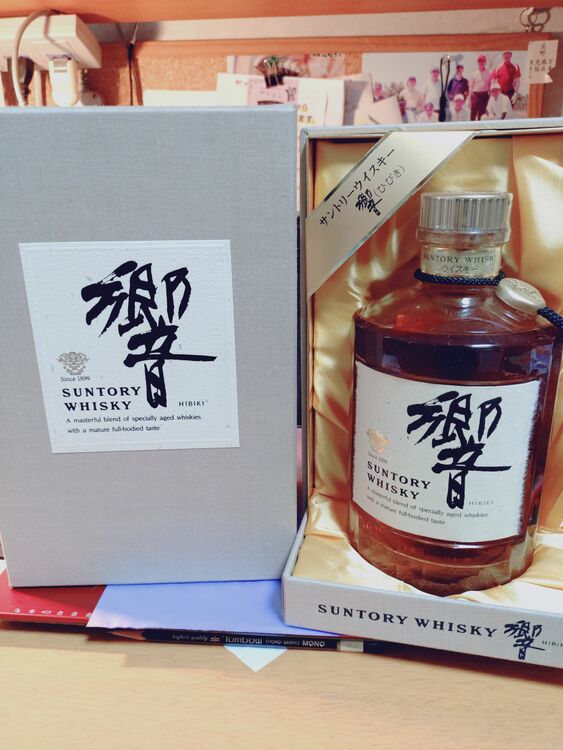 響
Since 1899
SUNTORY
WHISKY
HIBIKI
A masterful blend of specially aged whiskies
with a mature full-bodied taste
サントリーウイスキー
響(ひびき)
SUNTORY WHISKY
ウイスキー
響
Since 1899
SUNTORY
WHISKY
HIBIKI
A masterful blend of specially aged whiskies
with a mature full-bodied taste
SUNTORY WHISKY 響 HIBIKI
highest quality Tombow MONO